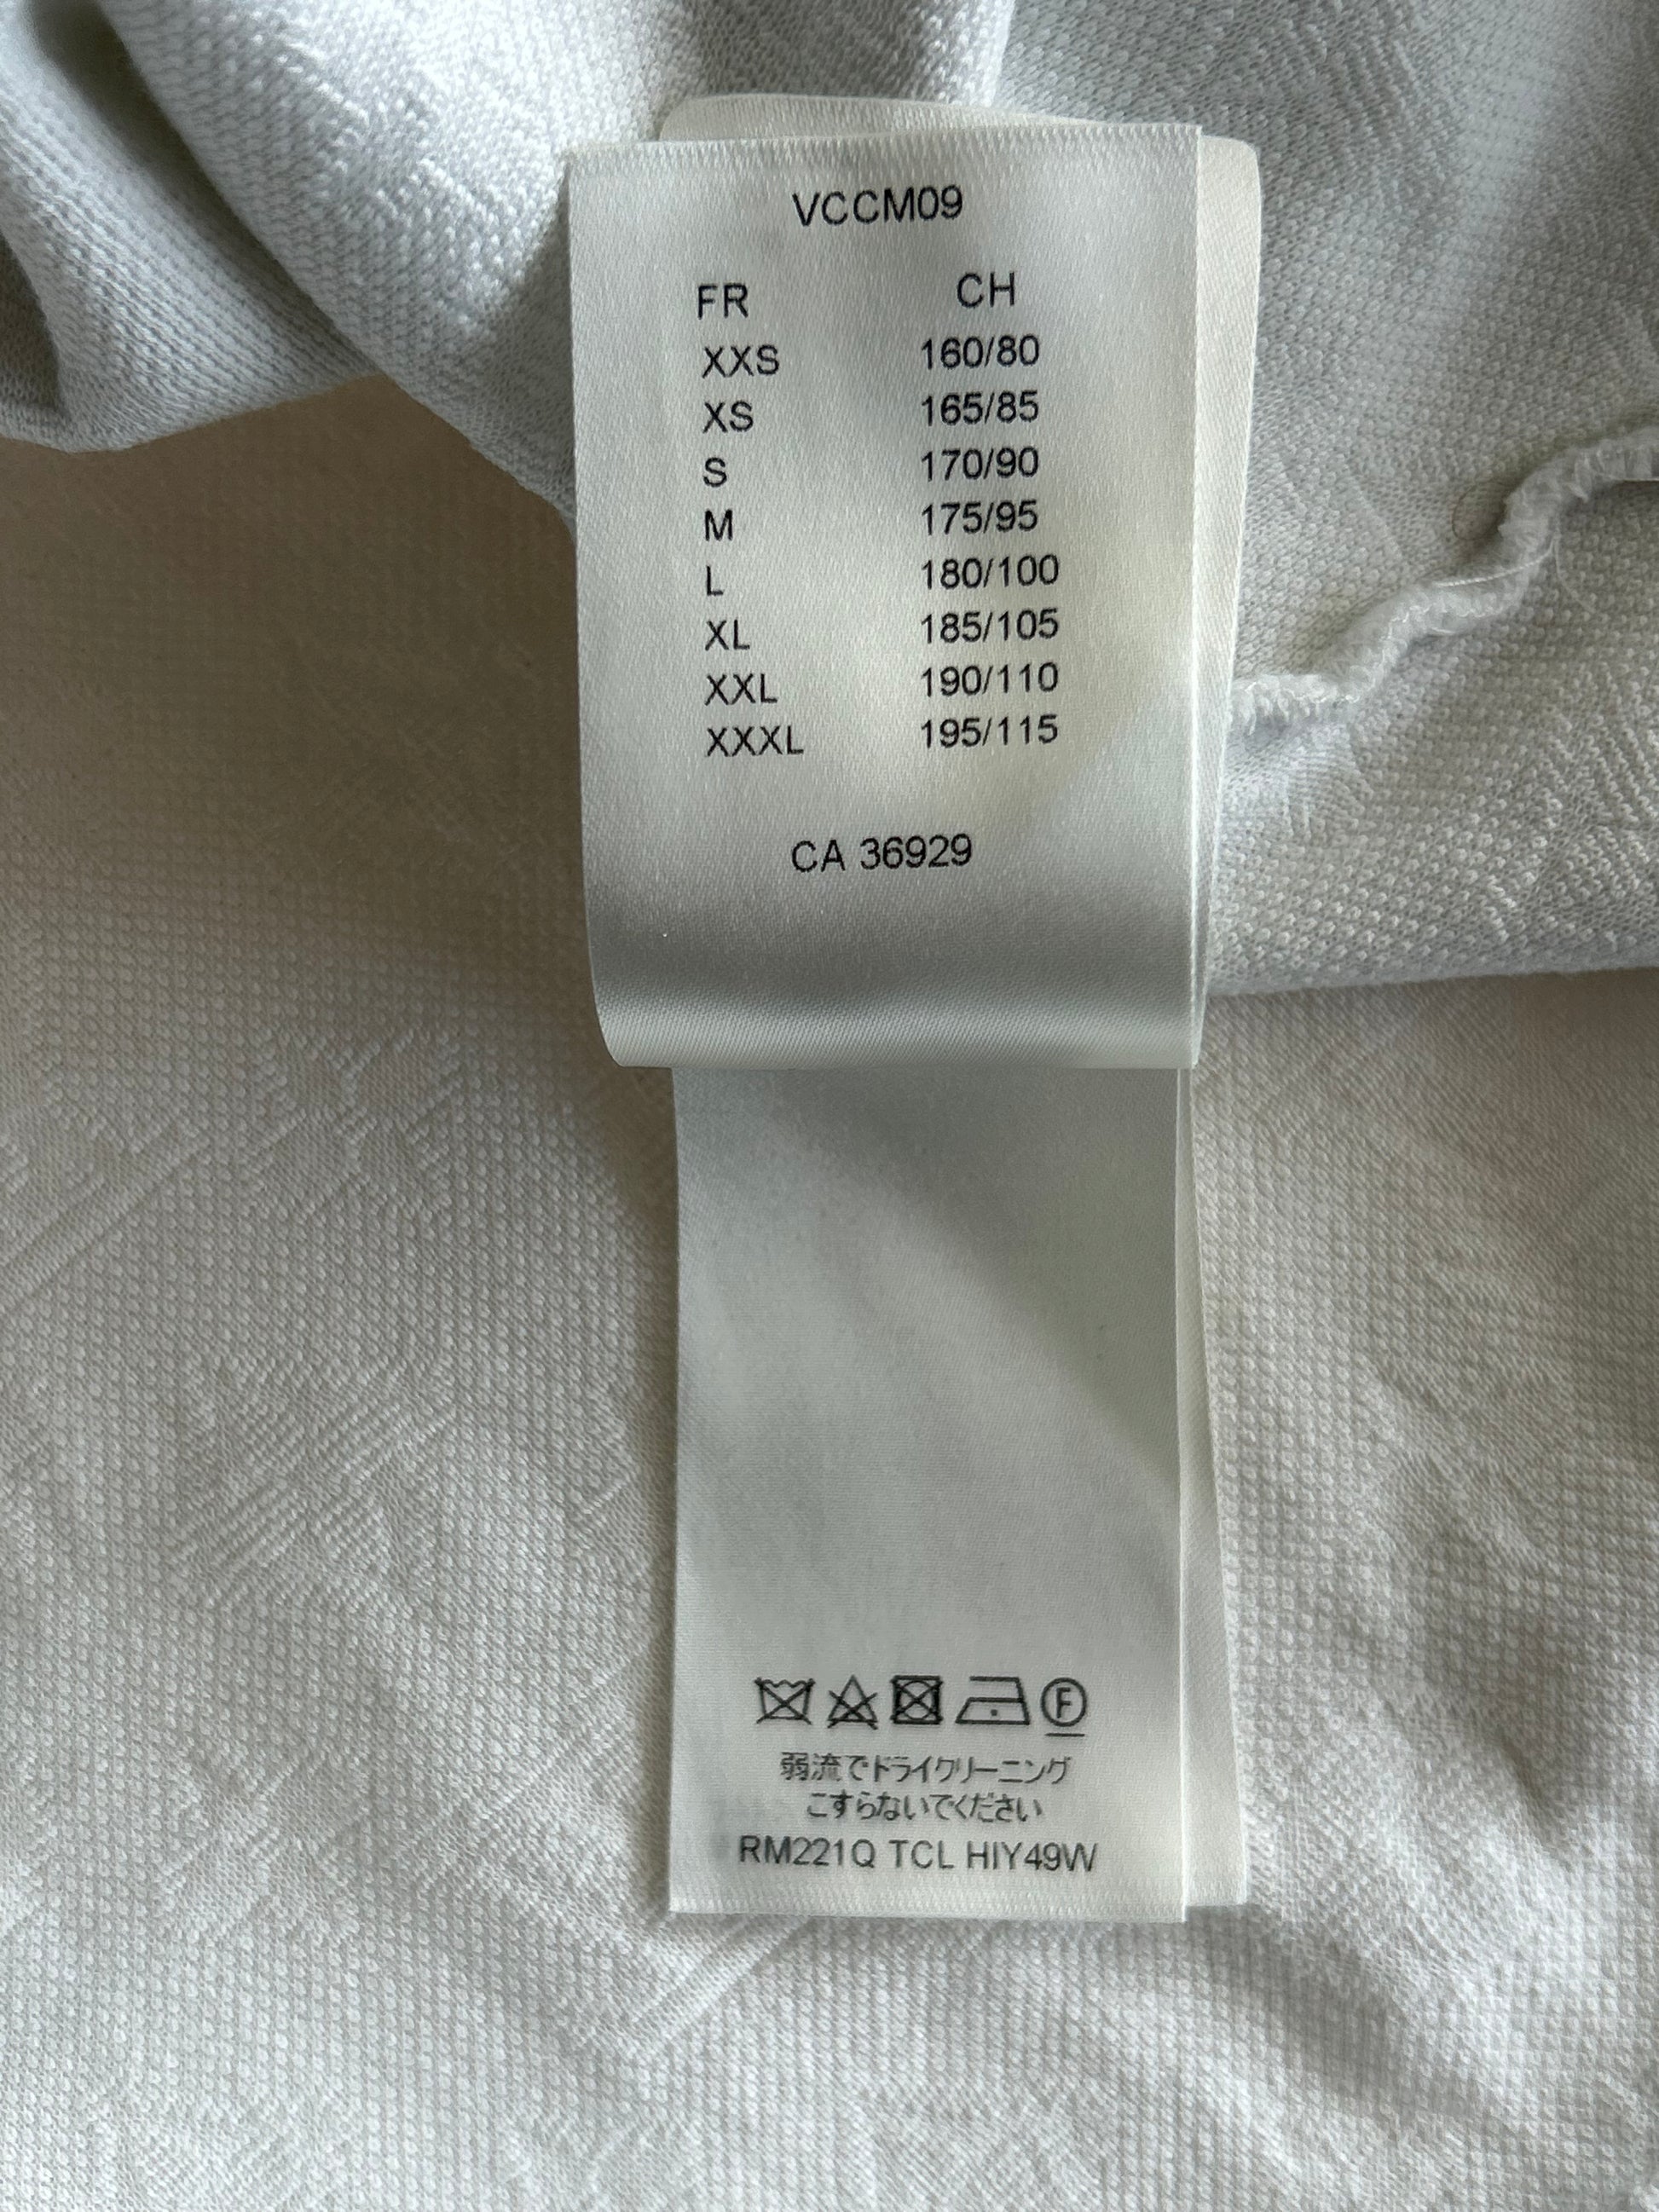 VCCM09
FR CH
XXS 160/80
XS 165/85
S 170/90
M 175/95
L 180/100
XL 185/105
XXL 190/110
XXXL 195/115
CA 36929
F
弱流でドライクリーニング
こすらないでください
RM221Q TCL HIY49W